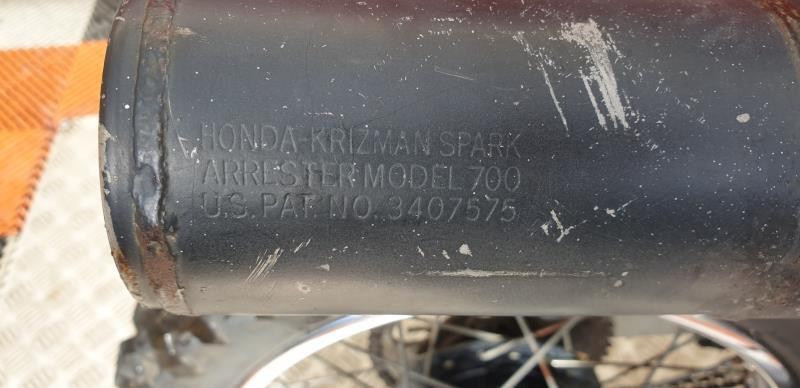 HONDA-KRIZMAN SPARK
ARRESTER MODEL 700
U.S. PAT. NO. 3407575